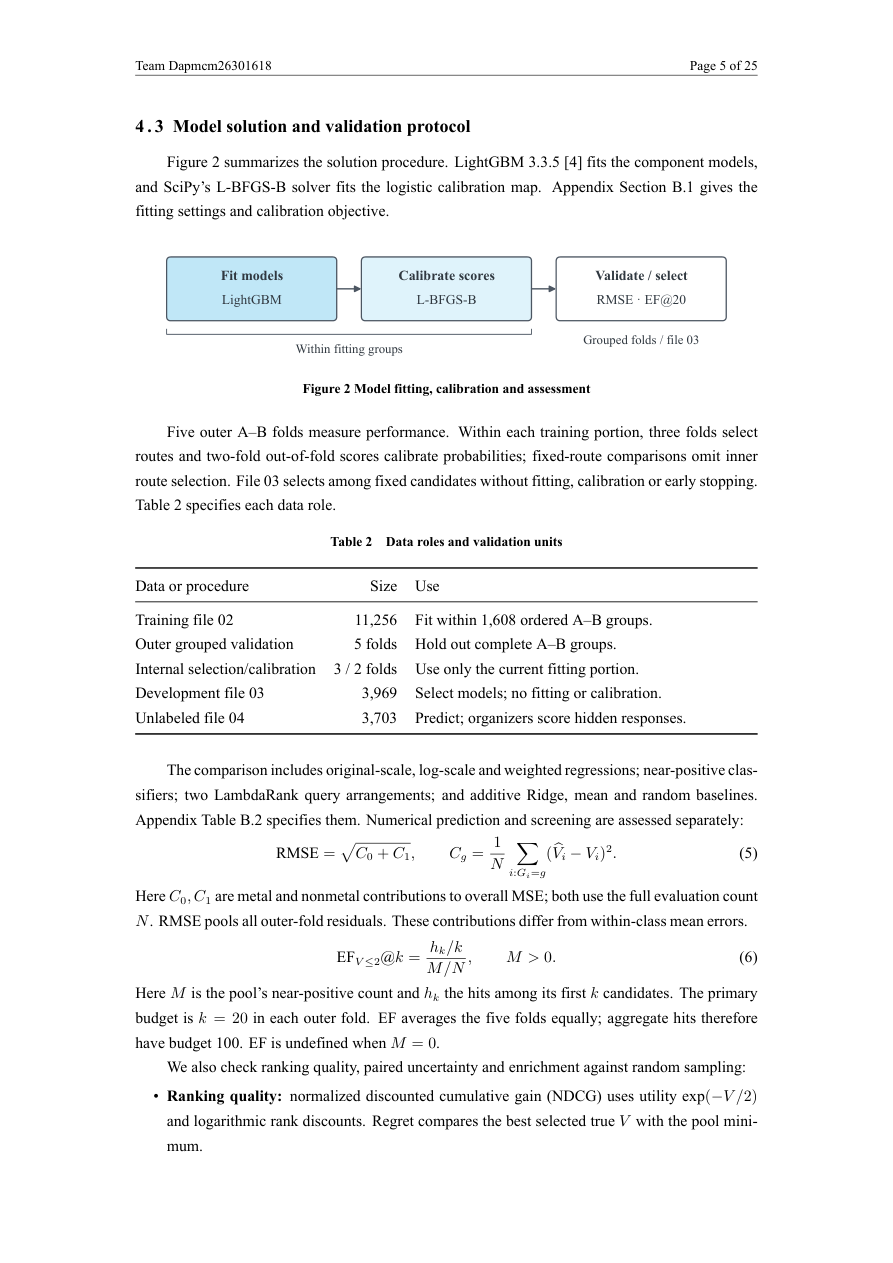 Team Dapmcm26301618 Page 5 of 25
4.3 Model solution and validation protocol
Figure 2 summarizes the solution procedure. LightGBM 3.3.5 [4] fits the component models,
and SciPy's L-BFGS-B solver fits the logistic calibration map. Appendix Section B.1 gives the
fitting settings and calibration objective.
Fit models
LightGBM
Calibrate scores
L-BFGS-B
Validate / select
RMSE · EF@20
Within fitting groups
Grouped folds / file 03
Figure 2 Model fitting, calibration and assessment
Five outer A–B folds measure performance. Within each training portion, three folds select
routes and two-fold out-of-fold scores calibrate probabilities; fixed-route comparisons omit inner
route selection. File 03 selects among fixed candidates without fitting, calibration or early stopping.
Table 2 specifies each data role.
Table 2 Data roles and validation units
Data or procedure Size Use
Training file 02 11,256 Fit within 1,608 ordered A–B groups.
Outer grouped validation 5 folds Hold out complete A–B groups.
Internal selection/calibration 3 / 2 folds Use only the current fitting portion.
Development file 03 3,969 Select models; no fitting or calibration.
Unlabeled file 04 3,703 Predict; organizers score hidden responses.
The comparison includes original-scale, log-scale and weighted regressions; near-positive clas-
sifiers; two LambdaRank query arrangements; and additive Ridge, mean and random baselines.
Appendix Table B.2 specifies them. Numerical prediction and screening are assessed separately:
RMSE = √(C₀ + C₁), C_g = 1/N ∑_{i:G_i=g} (V̂_i − V_i)². (5)
Here C₀, C₁ are metal and nonmetal contributions to overall MSE; both use the full evaluation count
N. RMSE pools all outer-fold residuals. These contributions differ from within-class mean errors.
EF_{V≤2}@k = (h_k/k)/(M/N), M > 0. (6)
Here M is the pool's near-positive count and h_k the hits among its first k candidates. The primary
budget is k = 20 in each outer fold. EF averages the five folds equally; aggregate hits therefore
have budget 100. EF is undefined when M = 0.
We also check ranking quality, paired uncertainty and enrichment against random sampling:
• Ranking quality: normalized discounted cumulative gain (NDCG) uses utility exp(−V/2)
and logarithmic rank discounts. Regret compares the best selected true V with the pool mini-
mum.